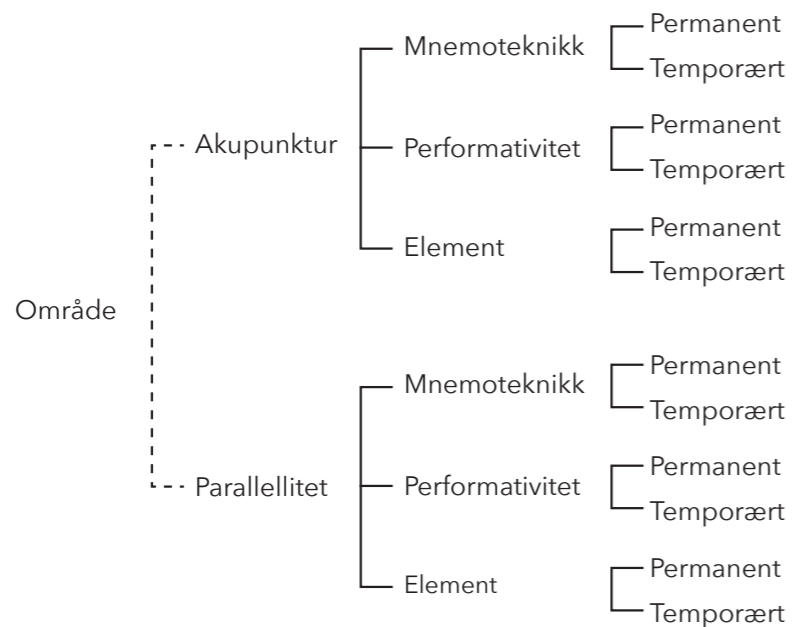 Permanent
Mnemoteknikk
Temporært
Permanent
Akupunktur
Performativitet
Temporært
Permanent
Element
Temporært
Område
Permanent
Mnemoteknikk
Temporært
Permanent
Parallellitet
Performativitet
Temporært
Permanent
Element
Temporært